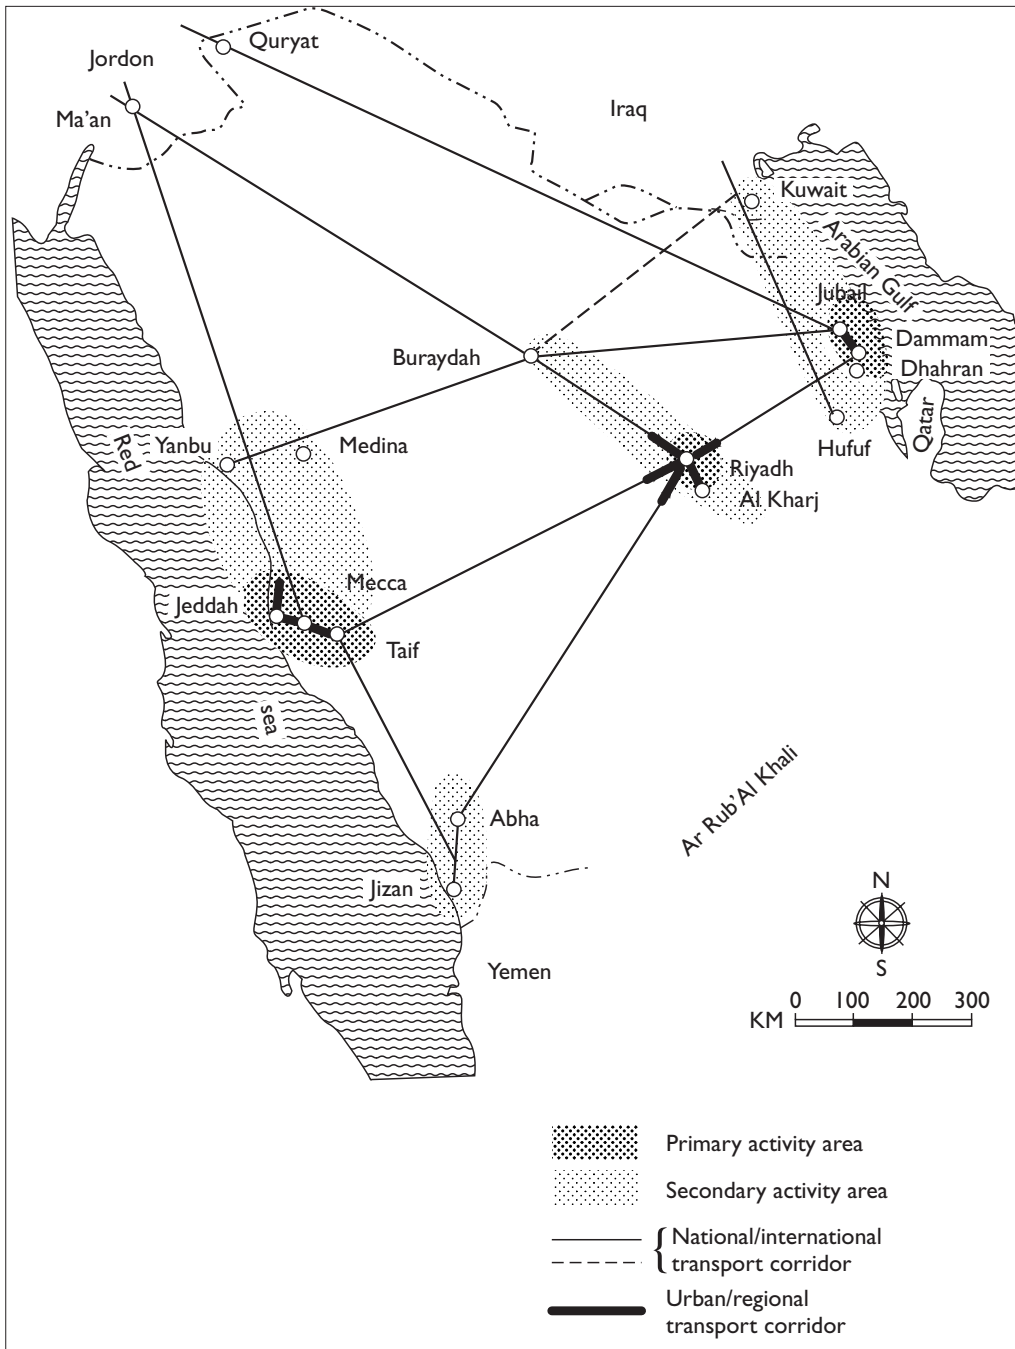 Quryat
Jordon
Iraq
Ma'an
Kuwait
Arabian Gulf
Jubail
Dammam
Buraydah
Dhahran
Qatar
Hufuf
Red
Yanbu
Medina
Riyadh
Al Kharj
Mecca
Jeddah
Taif
sea
Ar Rub'Al Khali
Abha
Jizan
N
Yemen
S
0 100 200 300
KM
Primary activity area
Secondary activity area
National/international
transport corridor
Urban/regional
transport corridor